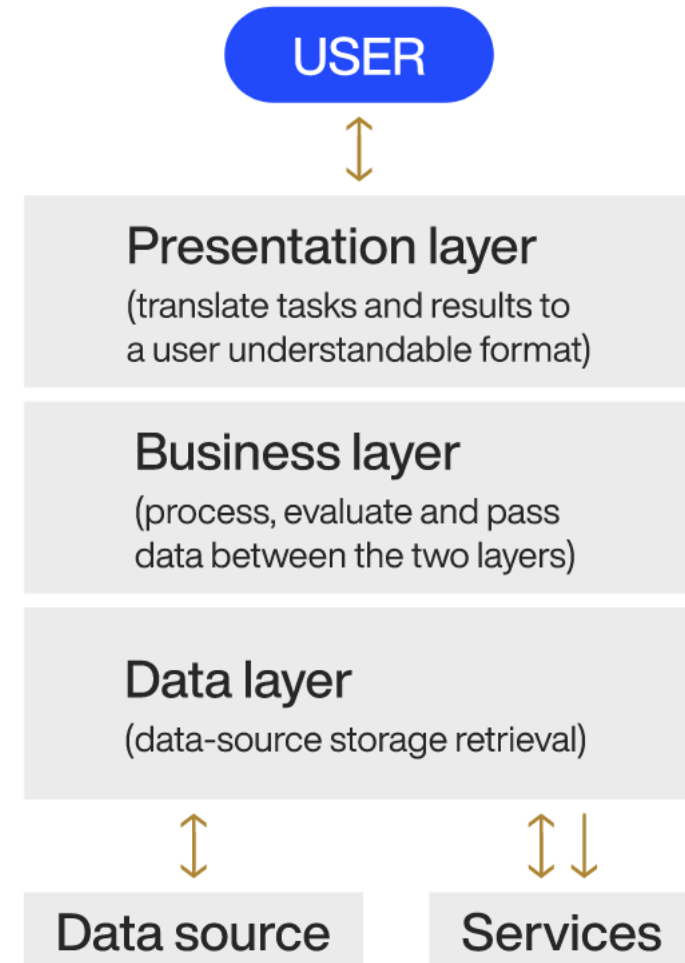 USER
Presentation layer
(translate tasks and results to
a user understandable format)
Business layer
(process, evaluate and pass
data between the two layers)
Data layer
(data-source storage retrieval)
Data source
Services